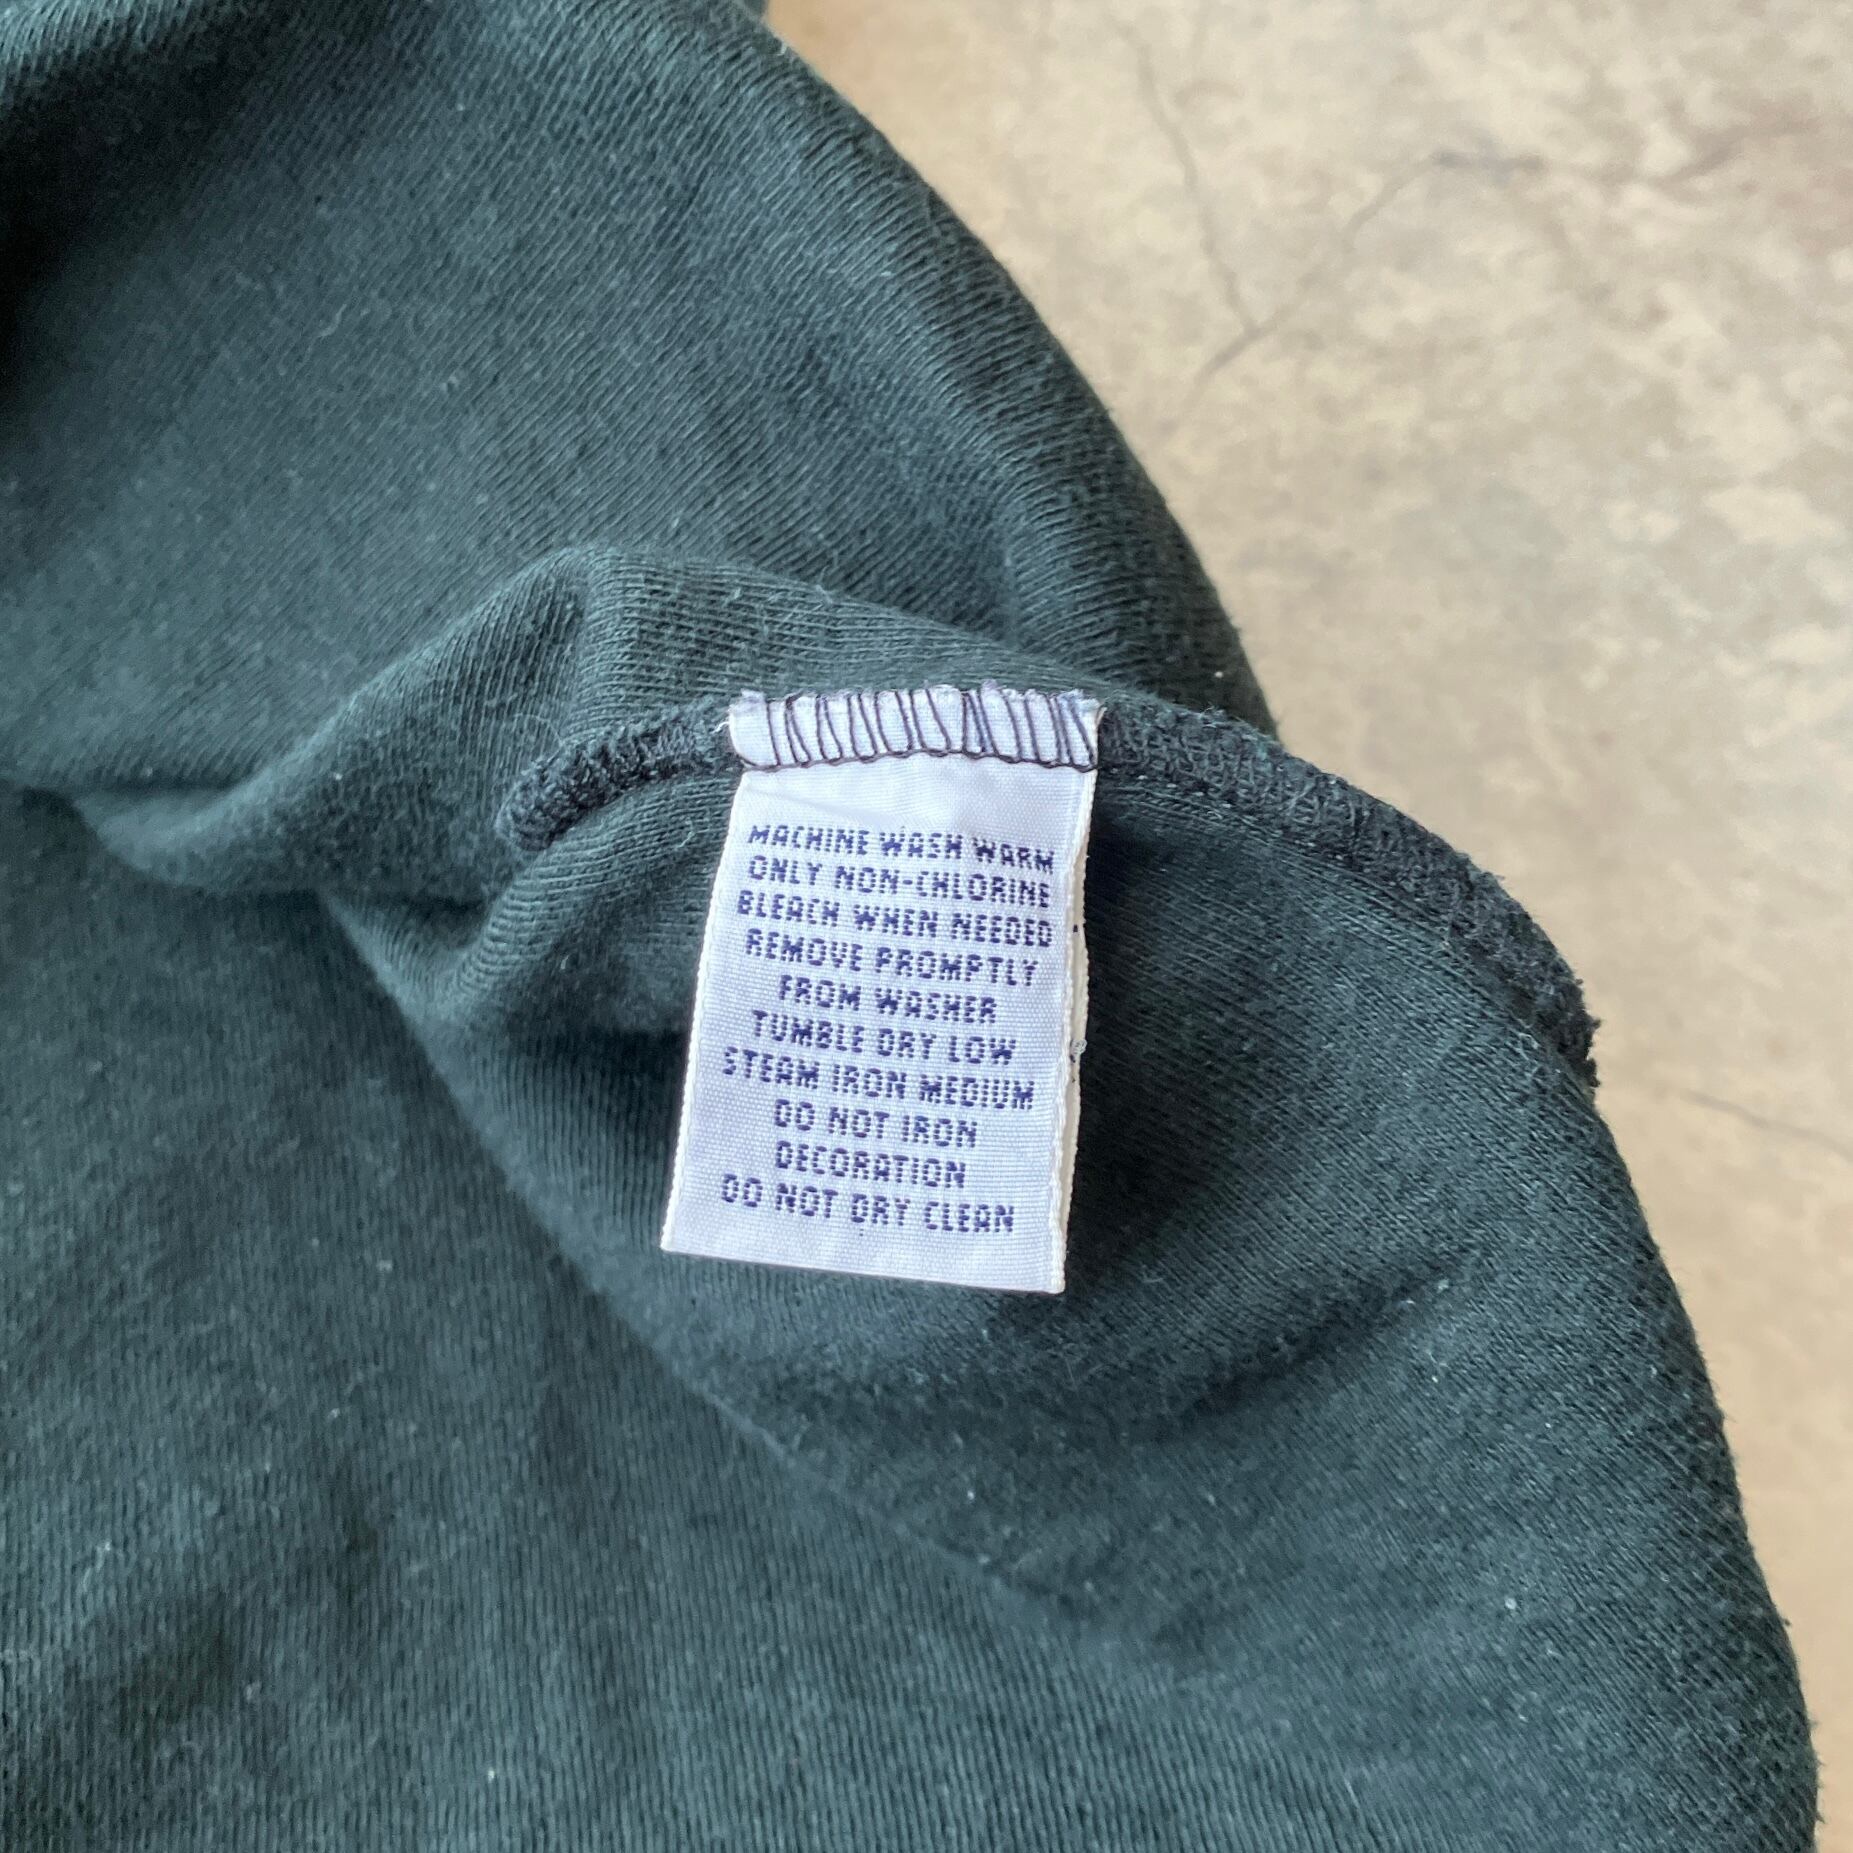 MACHINE WASH WARM
ONLY NON-CHLORINE
BLEACH WHEN NEEDED
REMOVE PROMPTLY
FROM WASHER
TUMBLE DRY LOW
STEAM IRON MEDIUM
DO NOT IRON
DECORATION
DO NOT DRY CLEAN